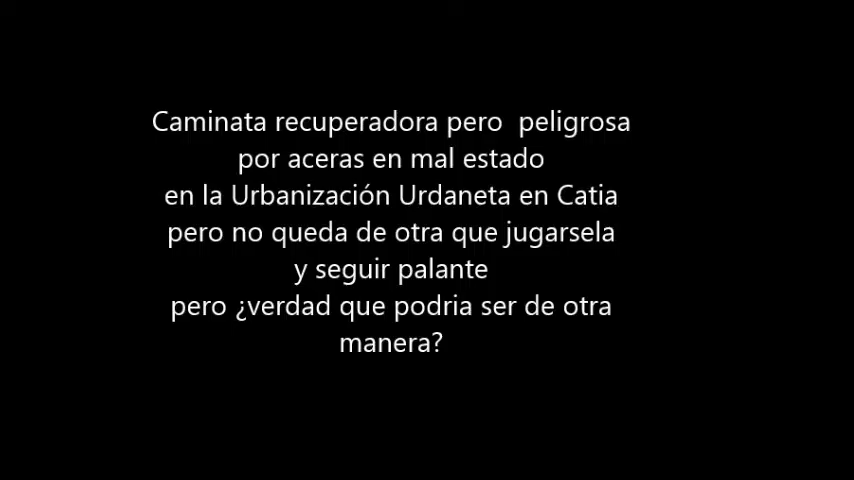 Caminata recuperadora pero  peligrosa
por aceras en mal estado
en la Urbanización Urdaneta en Catia
pero no queda de otra que jugarsela
y seguir palante
pero ¿verdad que podria ser de otra
manera?